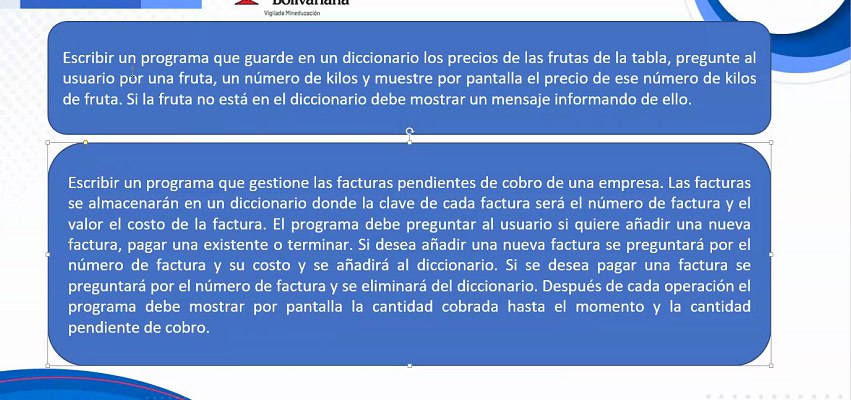 Bolivariana
Vigilada Mineducación
Escribir un programa que guarde en un diccionario los precios de las frutas de la tabla, pregunte al
usuario por una fruta, un número de kilos y muestre por pantalla el precio de ese número de kilos
de fruta. Si la fruta no está en el diccionario debe mostrar un mensaje informando de ello.
Escribir un programa que gestione las facturas pendientes de cobro de una empresa. Las facturas
se almacenarán en un diccionario donde la clave de cada factura será el número de factura y el
valor el costo de la factura. El programa debe preguntar al usuario si quiere añadir una nueva
factura, pagar una existente o terminar. Si desea añadir una nueva factura se preguntará por el
número de factura y su costo y se añadirá al diccionario. Si se desea pagar una factura se
preguntará por el número de factura y se eliminará del diccionario. Después de cada operación el
programa debe mostrar por pantalla la cantidad cobrada hasta el momento y la cantidad
pendiente de cobro.